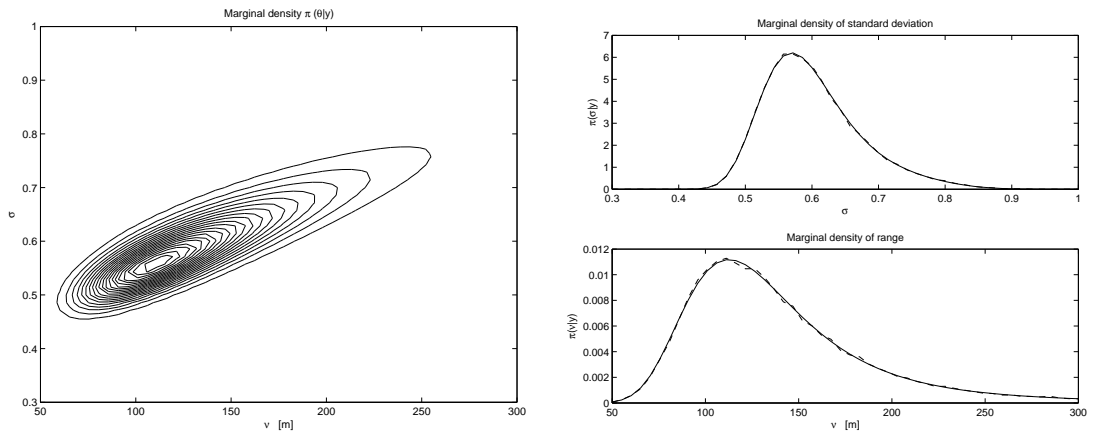 Marginal density π (θ|y)
1
0.9
0.8
0.7
0.6
0.5
0.4
0.3
σ
50 100 150 200 250 300
ν [m]
Marginal density of standard deviation
7
6
5
4
3
2
1
0
π(σ|y)
0.3 0.4 0.5 0.6 0.7 0.8 0.9 1
σ
Marginal density of range
0.012
0.01
0.008
0.006
0.004
0.002
0
π(ν|y)
50 100 150 200 250 300
ν [m]